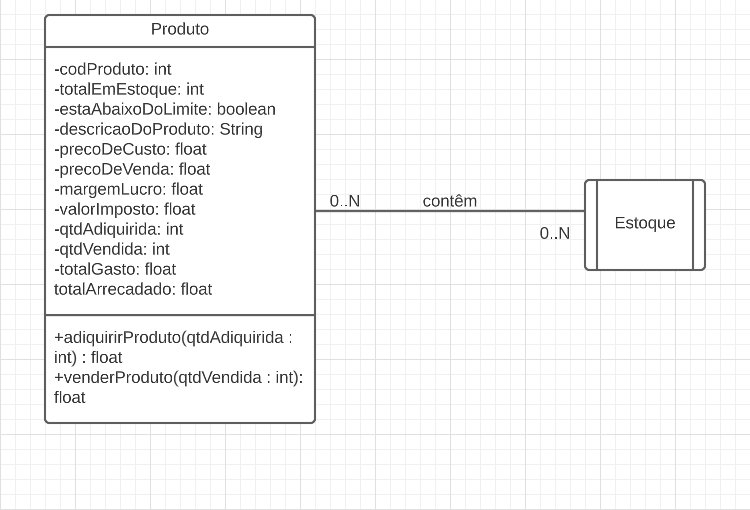 Produto
-codProduto: int
-totalEmEstoque: int
-estaAbaixoDoLimite: boolean
-descricaoDoProduto: String
-precoDeCusto: float
-precoDeVenda: float
-margemLucro: float
-valorImposto: float
-qtdAdiquirida: int
-qtdVendida: int
-totalGasto: float
totalArrecadado: float
+adiquirirProduto(qtdAdiquirida :
int) : float
+venderProduto(qtdVendida : int):
float
0..N
contêm
0..N
Estoque